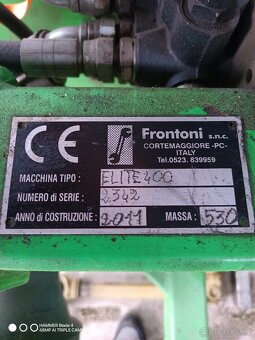 CE
Frontoni s.n.c.
CORTEMAGGIORE -PC-
ITALY
Tel.0523. 839959
MACCHINA TIPO : ELITE 400
NUMERO di SERIE : 2342
ANNO di COSTRUZIONE : 2011 MASSA : 530
HAMMER Blade 4
48MP AI TRIPLE CAMERA